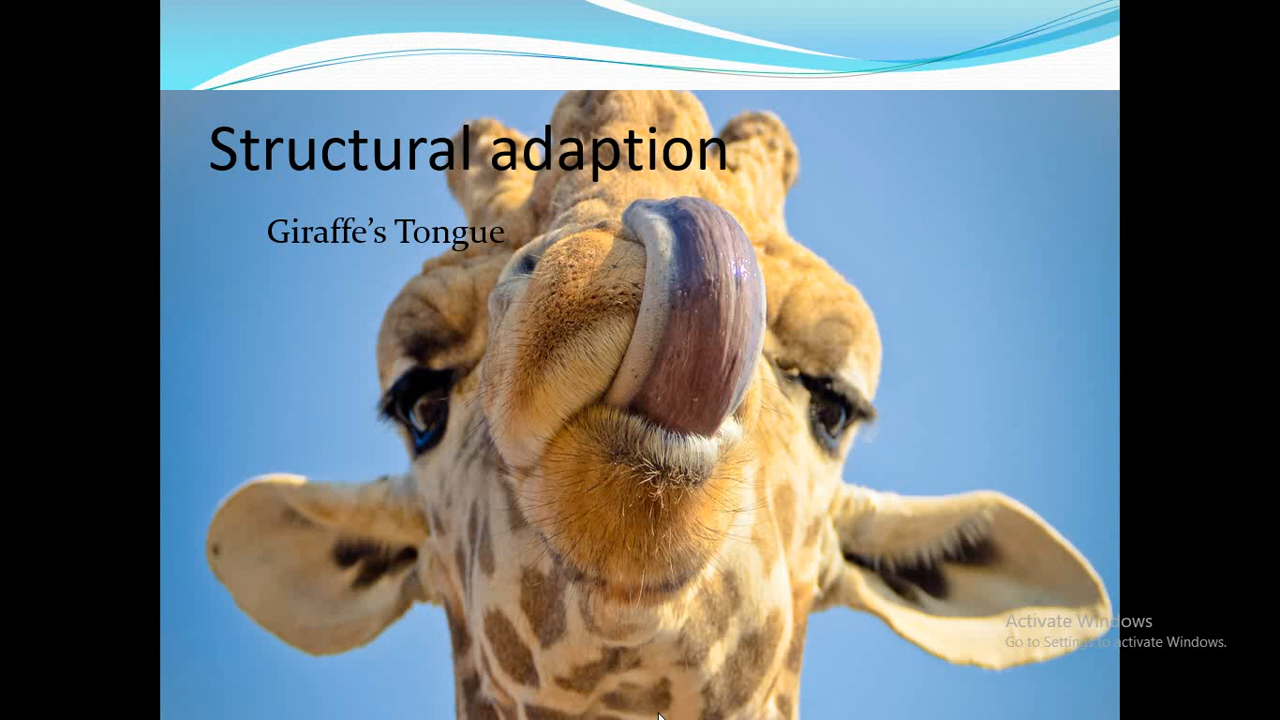 Structural adaption
Giraffe's Tongue
Activate Windows
Go to Settings to activate Windows.